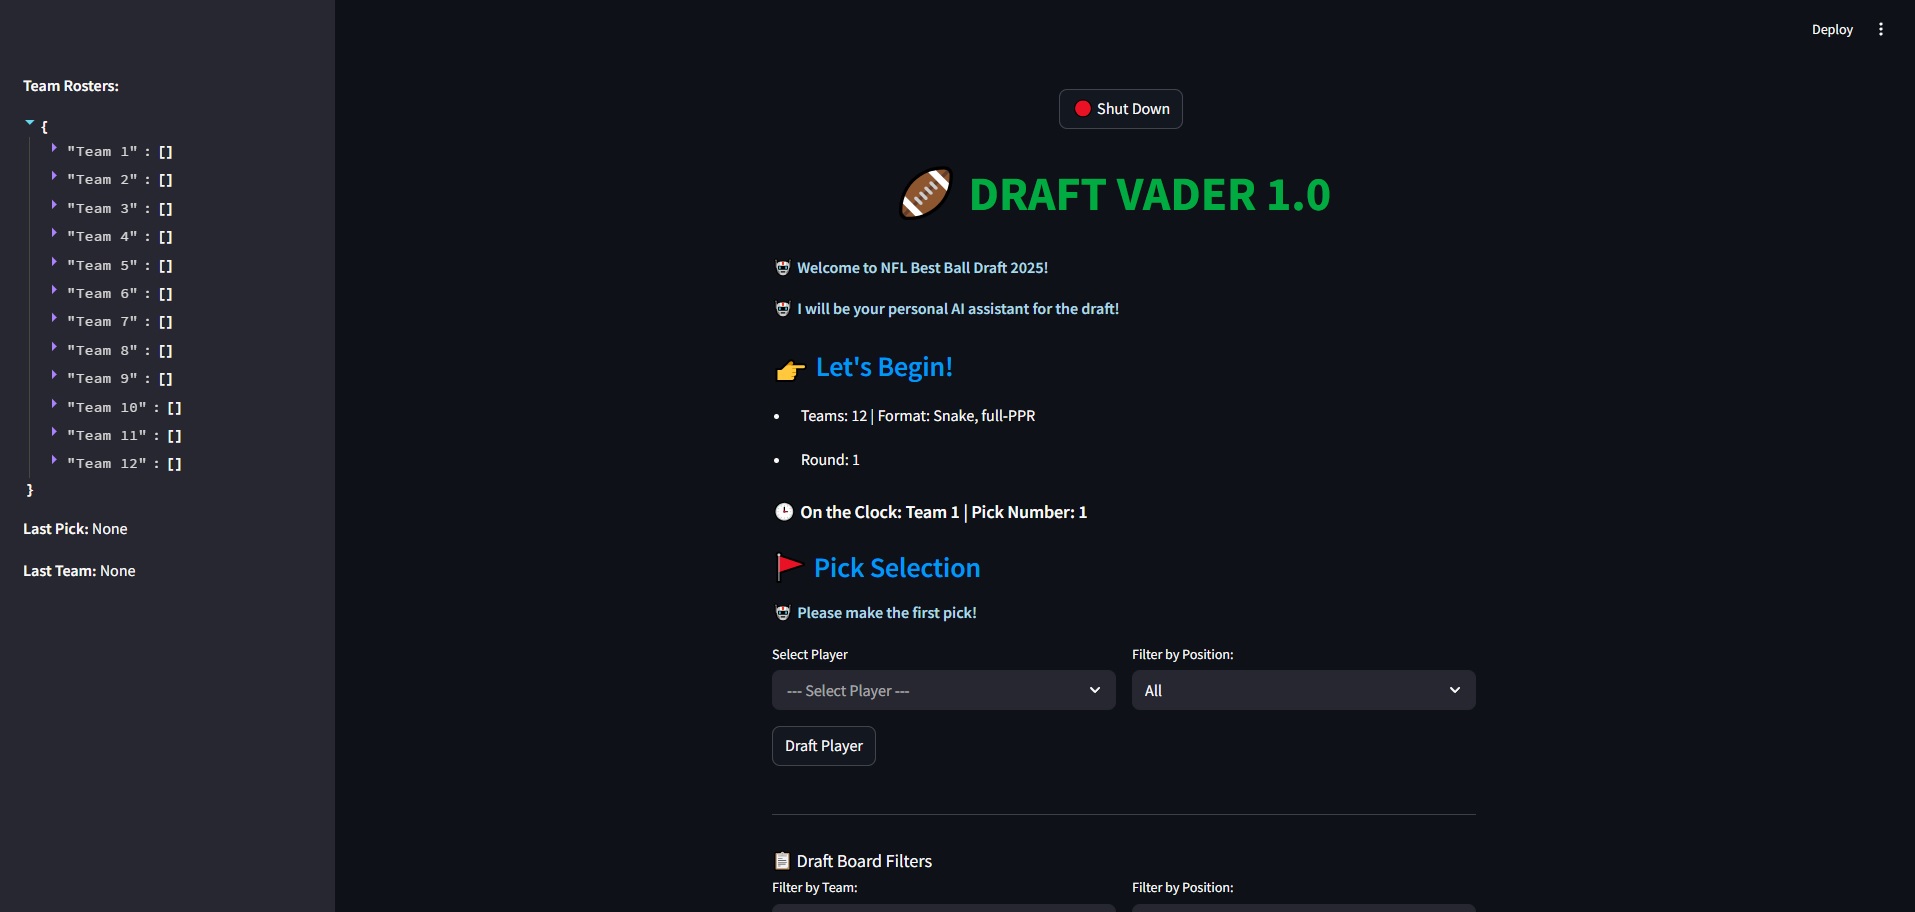 Deploy
Team Rosters:
{
"Team 1" : []
"Team 2" : []
"Team 3" : []
"Team 4" : []
"Team 5" : []
"Team 6" : []
"Team 7" : []
"Team 8" : []
"Team 9" : []
"Team 10" : []
"Team 11" : []
"Team 12" : []
}
Last Pick: None
Last Team: None
Shut Down
DRAFT VADER 1.0
Welcome to NFL Best Ball Draft 2025!
I will be your personal AI assistant for the draft!
Let's Begin!
• Teams: 12 | Format: Snake, full-PPR
• Round: 1
On the Clock: Team 1 | Pick Number: 1
Pick Selection
Please make the first pick!
Select Player
--- Select Player ---
Filter by Position:
All
Draft Player
Draft Board Filters
Filter by Team:
Filter by Position: